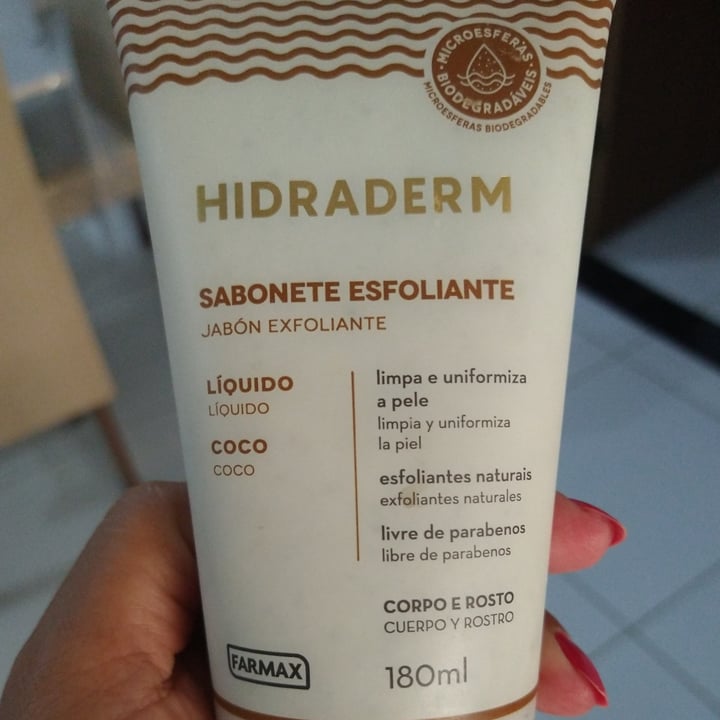 MICROESFERAS
BIODEGRADÁVEIS
MICROESFERAS BIODEGRADABLES
HIDRADERM
SABONETE ESFOLIANTE
JABÓN EXFOLIANTE
LÍQUIDO
LÍQUIDO
COCO
COCO
limpa e uniformiza
a pele
limpia y uniformiza
la piel
esfoliantes naturais
exfoliantes naturales
livre de parabenos
libre de parabenos
CORPO E ROSTO
CUERPO Y ROSTRO
FARMAX
180ml